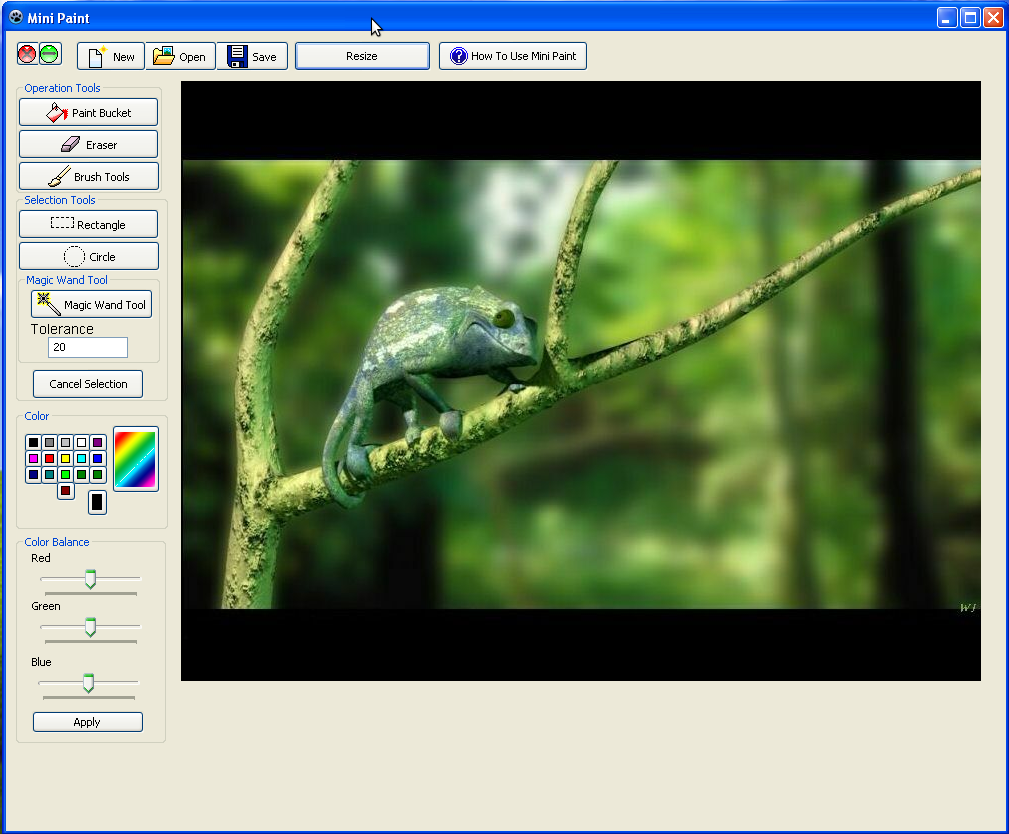 Mini Paint
New
Open
Save
Resize
How To Use Mini Paint
Operation Tools
Paint Bucket
Eraser
Brush Tools
Selection Tools
Rectangle
Circle
Magic Wand Tool
Magic Wand Tool
Tolerance
20
Cancel Selection
Color
Color Balance
Red
Green
Blue
Apply